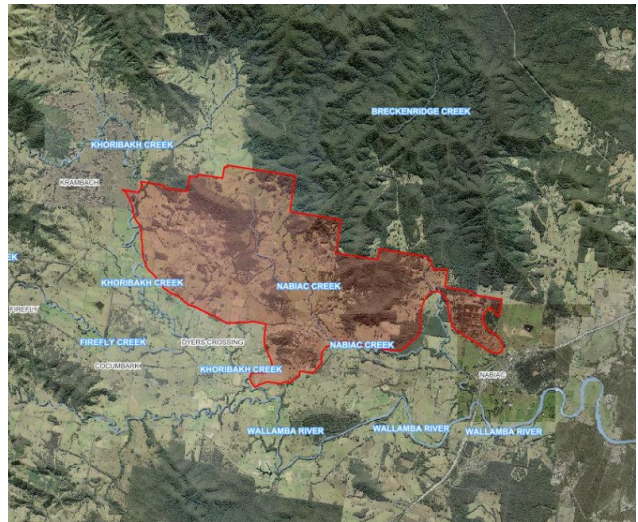 BRECKENRIDGE CREEK
KHORIBAKH CREEK
KRAMBACH
EK
KHORIBAKH CREEK
NABIAC CREEK
FIREFLY
FIREFLY CREEK
DYERS CROSSING
NABIAC CREEK
COCUMBARK
KHORIBAKH CREEK
NABIAC
WALLAMBA RIVER
WALLAMBA RIVER
WALLAMBA RIVER